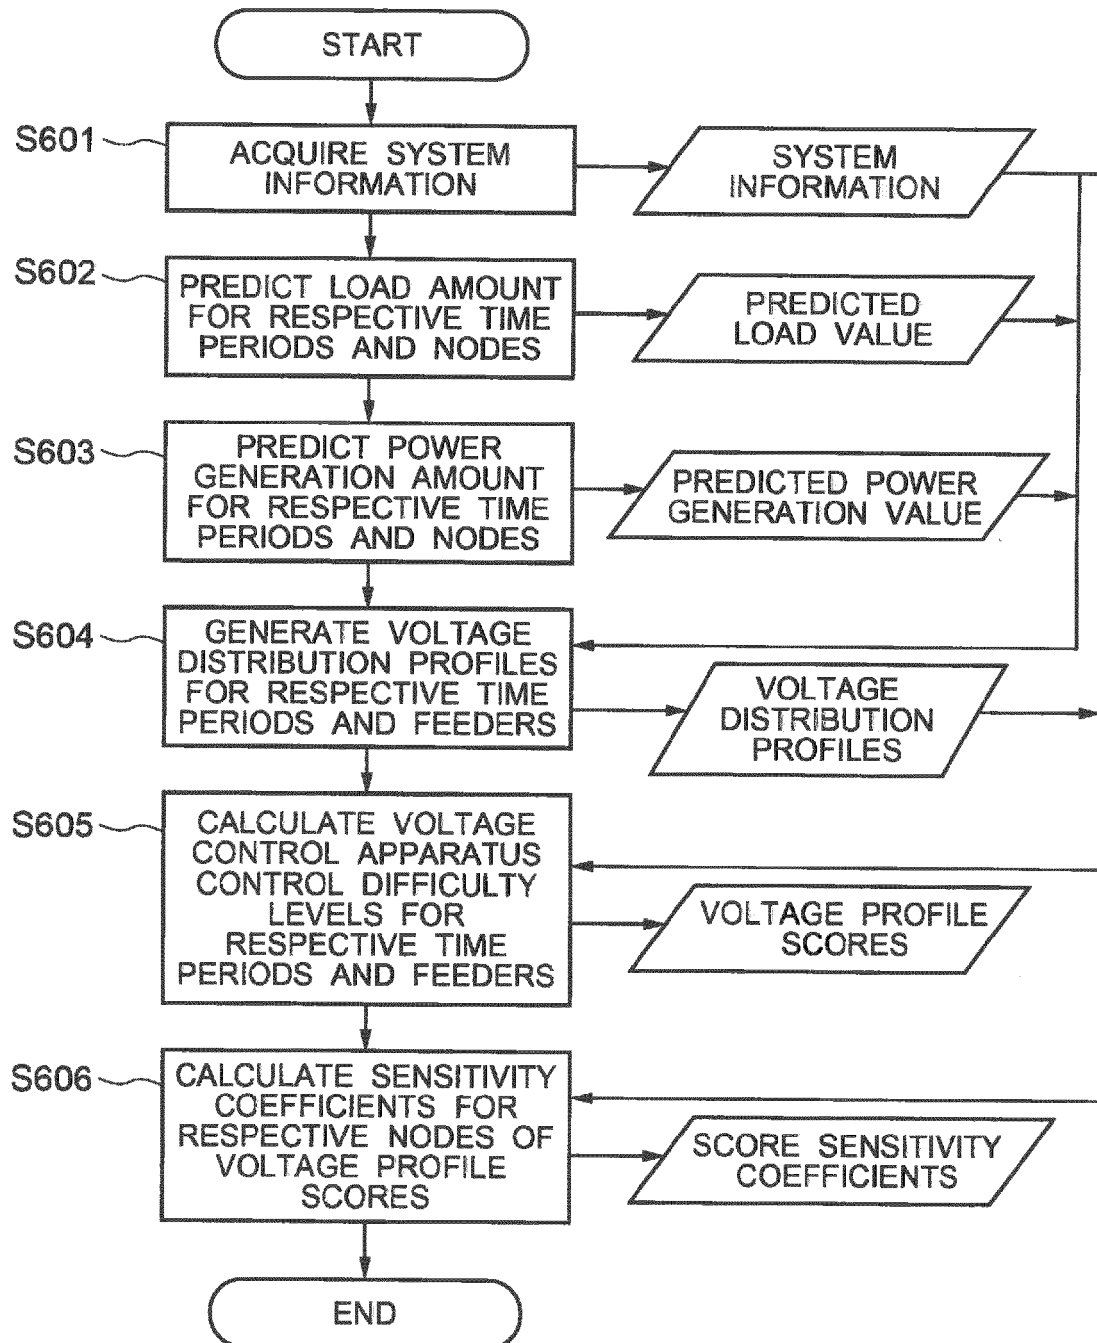 START
S601
ACQUIRE SYSTEM
INFORMATION
SYSTEM
INFORMATION
S602
PREDICT LOAD AMOUNT
FOR RESPECTIVE TIME
PERIODS AND NODES
PREDICTED
LOAD VALUE
S603
PREDICT POWER
GENERATION AMOUNT
FOR RESPECTIVE TIME
PERIODS AND NODES
PREDICTED POWER
GENERATION VALUE
S604
GENERATE VOLTAGE
DISTRIBUTION PROFILES
FOR RESPECTIVE TIME
PERIODS AND FEEDERS
VOLTAGE
DISTRIBUTION
PROFILES
S605
CALCULATE VOLTAGE
CONTROL APPARATUS
CONTROL DIFFICULTY
LEVELS FOR
RESPECTIVE TIME
PERIODS AND FEEDERS
VOLTAGE PROFILE
SCORES
S606
CALCULATE SENSITIVITY
COEFFICIENTS FOR
RESPECTIVE NODES OF
VOLTAGE PROFILE
SCORES
SCORE SENSITIVITY
COEFFICIENTS
END